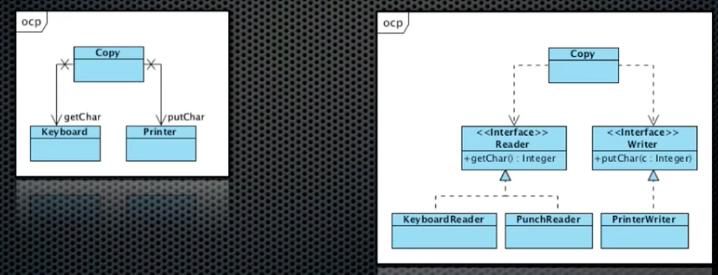 ocp
Copy
getChar
putChar
Keyboard
Printer
ocp
Copy
<<Interface>>
Reader
+getChar() : Integer
<<Interface>>
Writer
+putChar(c : Integer)
KeyboardReader
PunchReader
PrinterWriter